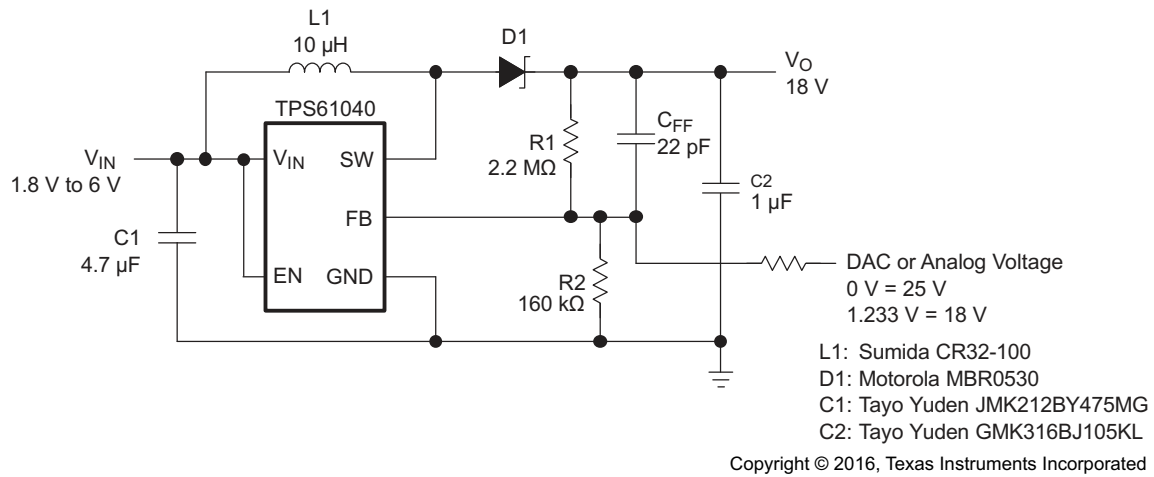 L1
10 µH
D1
VO
18 V
TPS61040
VIN
1.8 V to 6 V
VIN
SW
R1
2.2 MΩ
CFF
22 pF
C2
1 µF
FB
C1
4.7 µF
EN
GND
R2
160 kΩ
DAC or Analog Voltage
0 V = 25 V
1.233 V = 18 V
L1: Sumida CR32-100
D1: Motorola MBR0530
C1: Tayo Yuden JMK212BY475MG
C2: Tayo Yuden GMK316BJ105KL
Copyright © 2016, Texas Instruments Incorporated